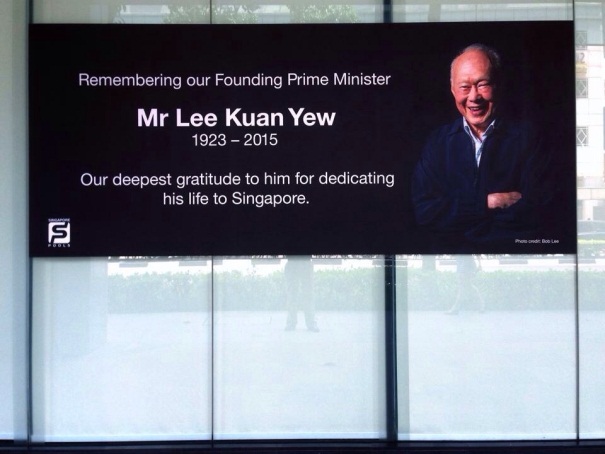 Remembering our Founding Prime Minister
Mr Lee Kuan Yew
1923 – 2015
Our deepest gratitude to him for dedicating
his life to Singapore.
SINGAPORE
S
POOLS
Photo credit: Bob Lee